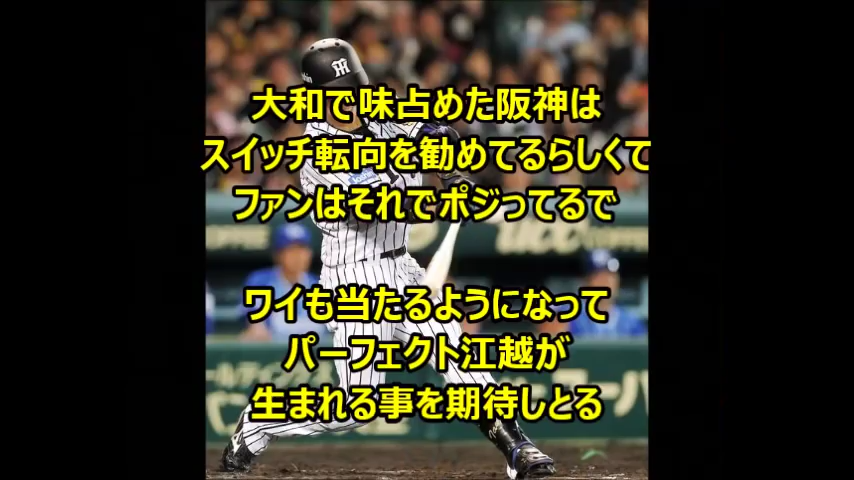 大和で味占めた阪神は
スイッチ転向を勧めてるらしくて
ファンはそれでポジってるで
ワイも当たるようになって
パーフェクト江越が
生まれる事を期待しとる